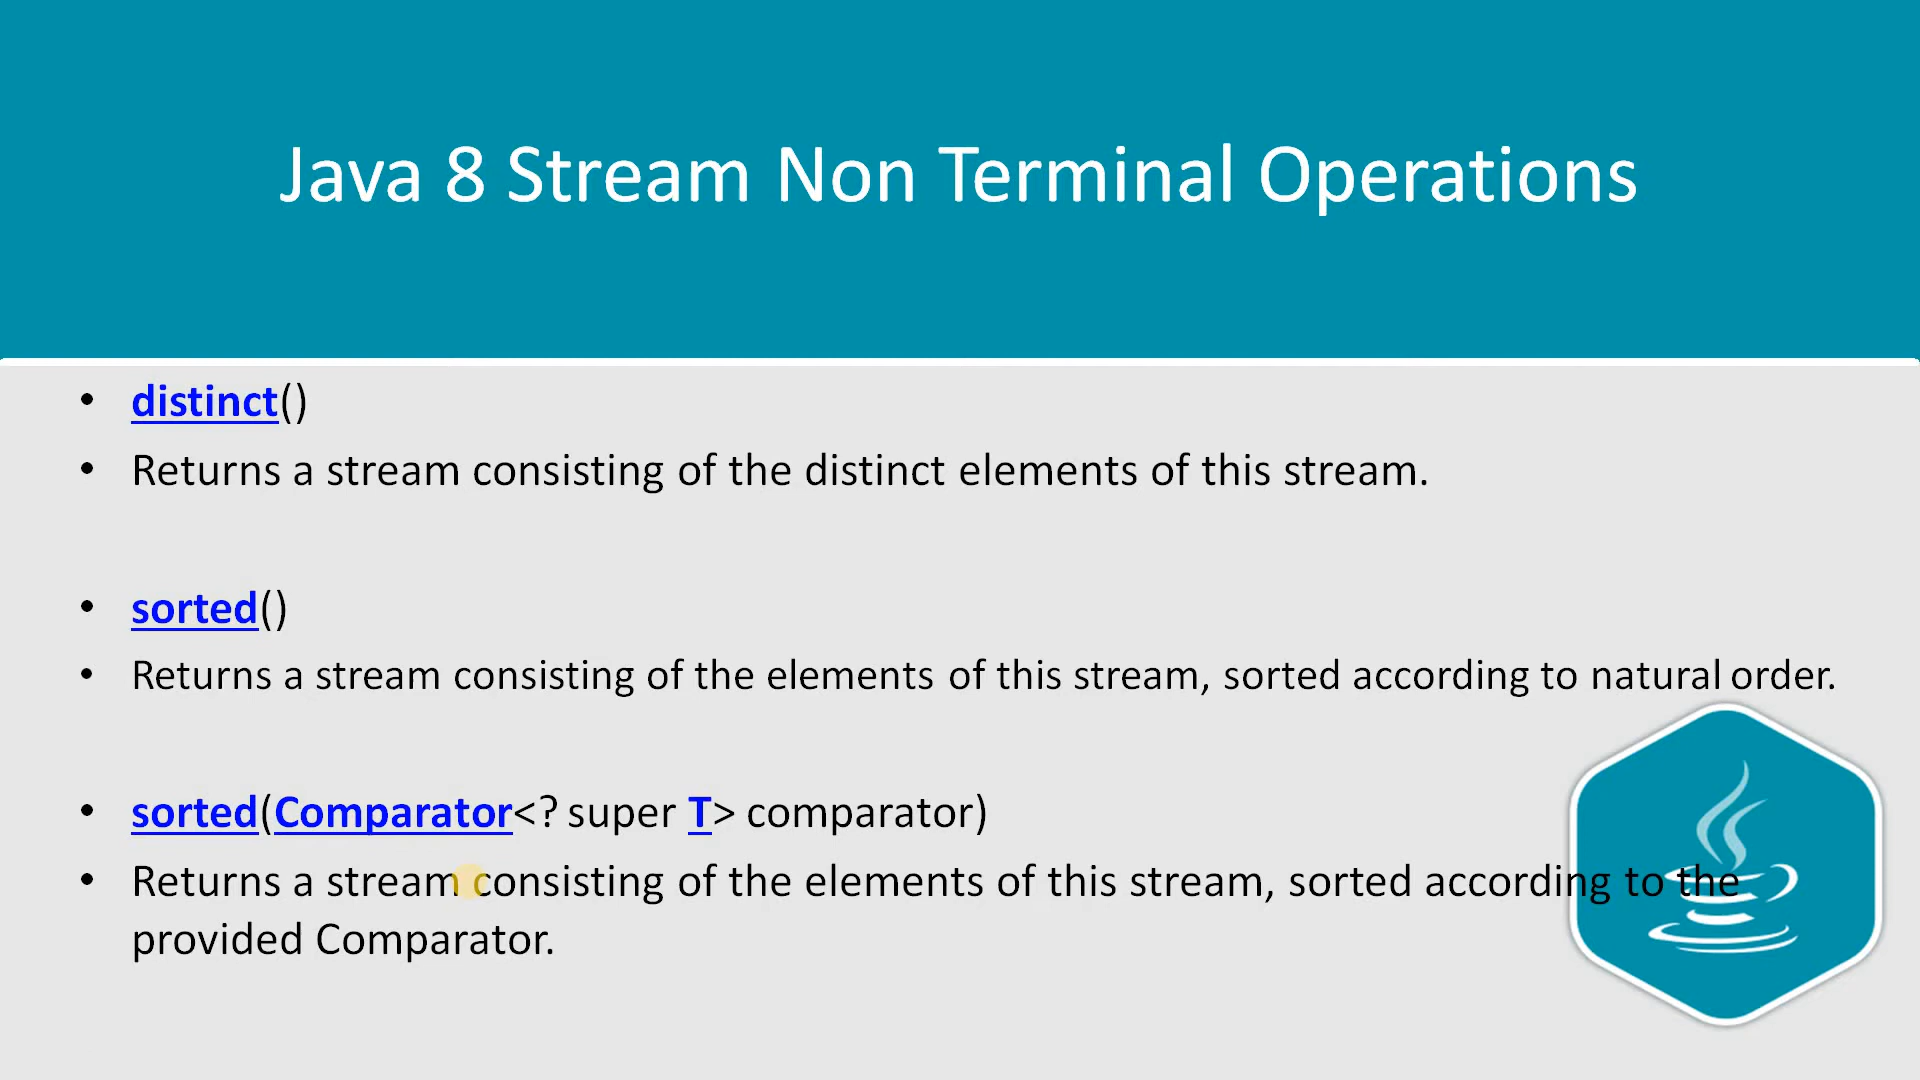 Java 8 Stream Non Terminal Operations
• distinct()
• Returns a stream consisting of the distinct elements of this stream.
• sorted()
• Returns a stream consisting of the elements of this stream, sorted according to natural order.
• sorted(Comparator<? super T> comparator)
• Returns a stream consisting of the elements of this stream, sorted according to the
provided Comparator.